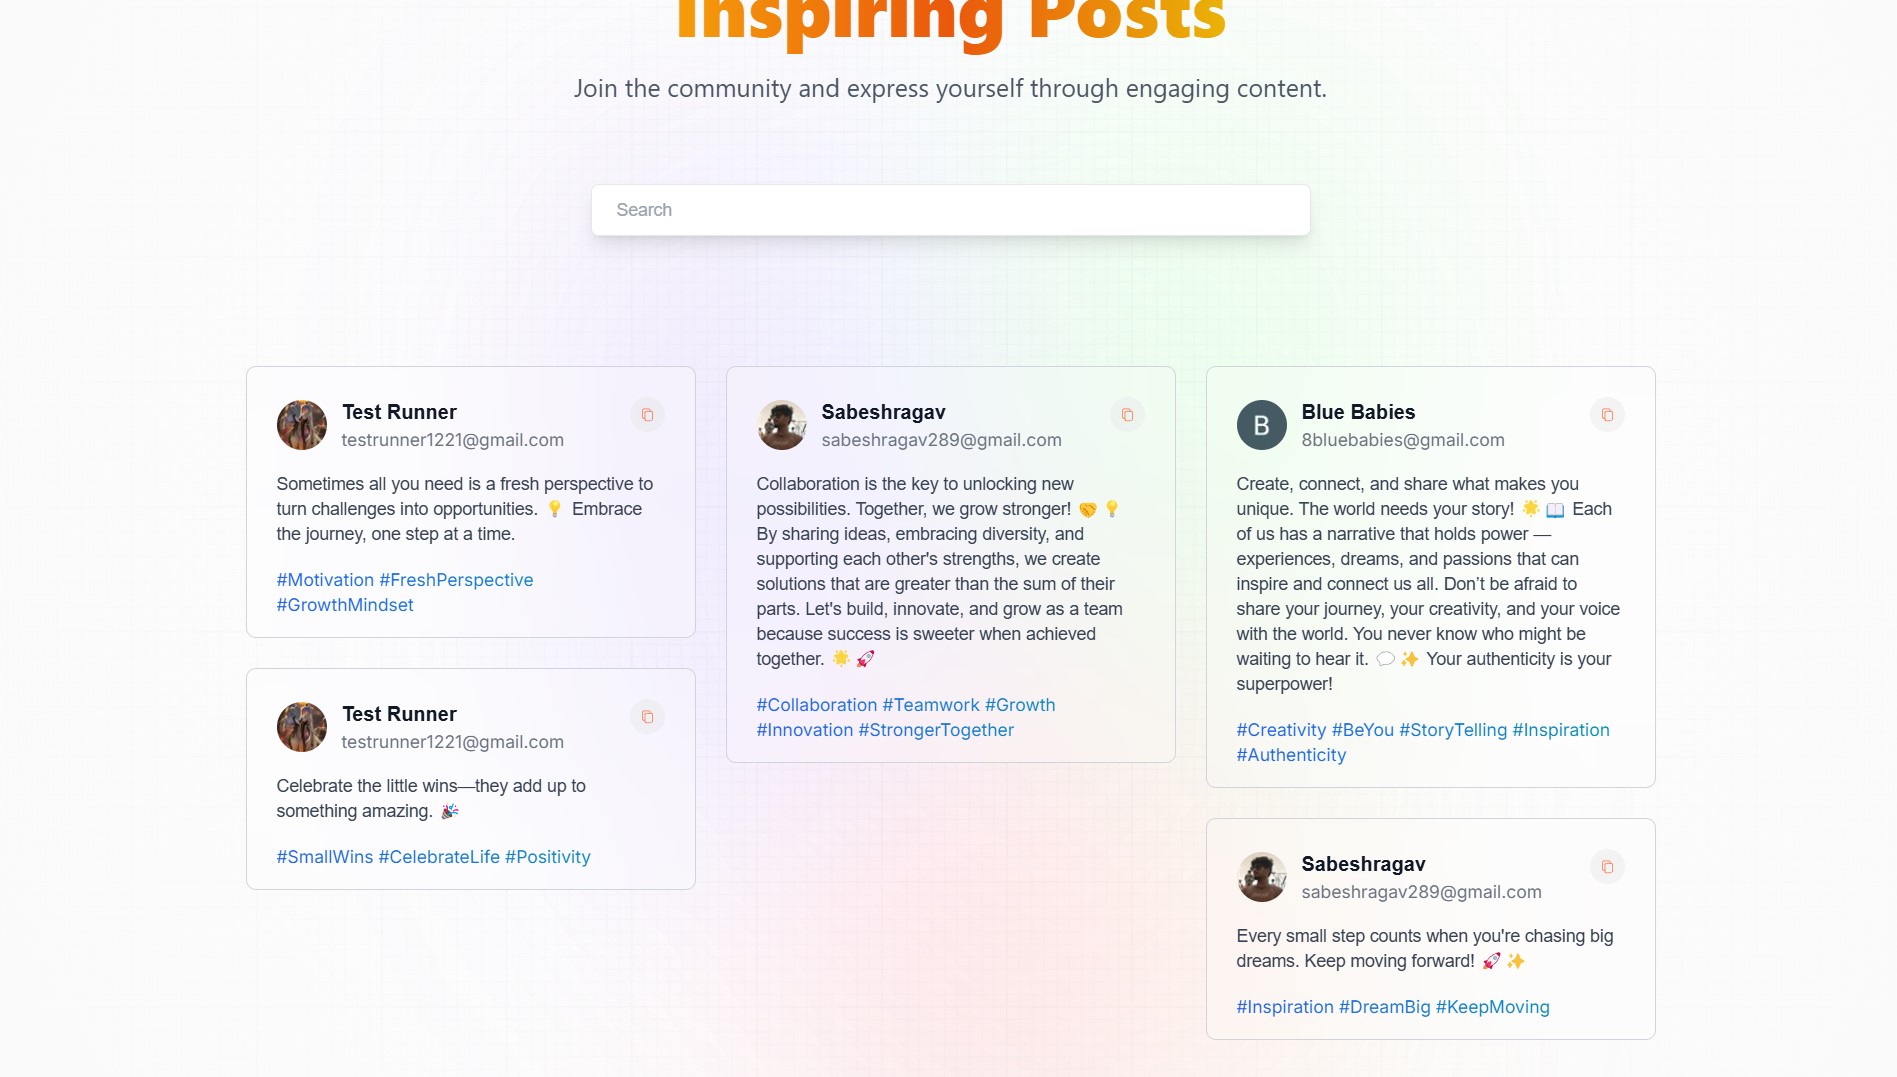 Inspiring Posts
Join the community and express yourself through engaging content.
Search
Test Runner
testrunner1221@gmail.com
Sometimes all you need is a fresh perspective to
turn challenges into opportunities. 💡 Embrace
the journey, one step at a time.
#Motivation #FreshPerspective
#GrowthMindset
Test Runner
testrunner1221@gmail.com
Celebrate the little wins—they add up to
something amazing. 🎉
#SmallWins #CelebrateLife #Positivity
Sabeshragav
sabeshragav289@gmail.com
Collaboration is the key to unlocking new
possibilities. Together, we grow stronger! 🤝 💡
By sharing ideas, embracing diversity, and
supporting each other's strengths, we create
solutions that are greater than the sum of their
parts. Let's build, innovate, and grow as a team
because success is sweeter when achieved
together. 🌟 🚀
#Collaboration #Teamwork #Growth
#Innovation #StrongerTogether
B
Blue Babies
8bluebabies@gmail.com
Create, connect, and share what makes you
unique. The world needs your story! 🌟 📖 Each
of us has a narrative that holds power —
experiences, dreams, and passions that can
inspire and connect us all. Don’t be afraid to
share your journey, your creativity, and your voice
with the world. You never know who might be
waiting to hear it. 💬 ✨ Your authenticity is your
superpower!
#Creativity #BeYou #StoryTelling #Inspiration
#Authenticity
Sabeshragav
sabeshragav289@gmail.com
Every small step counts when you're chasing big
dreams. Keep moving forward! 🚀 ✨
#Inspiration #DreamBig #KeepMoving